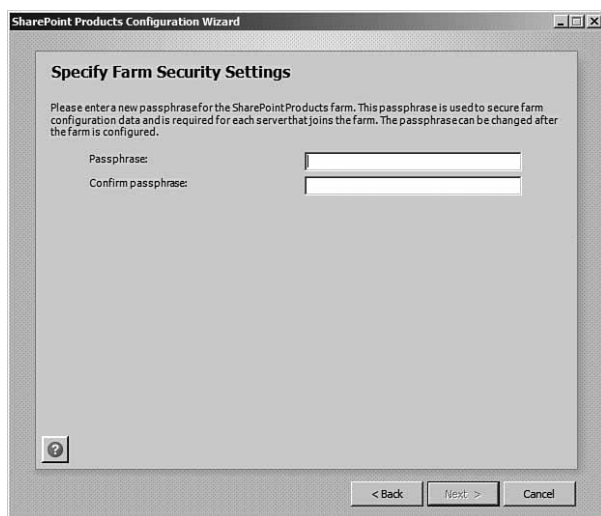 SharePoint Products Configuration Wizard
Specify Farm Security Settings
Please enter a new passphrase for the SharePoint Products farm. This passphrase is used to secure farm
configuration data and is required for each server that joins the farm. The passphrase can be changed after
the farm is configured.
Passphrase:
Confirm passphrase:
?
< Back Next > Cancel